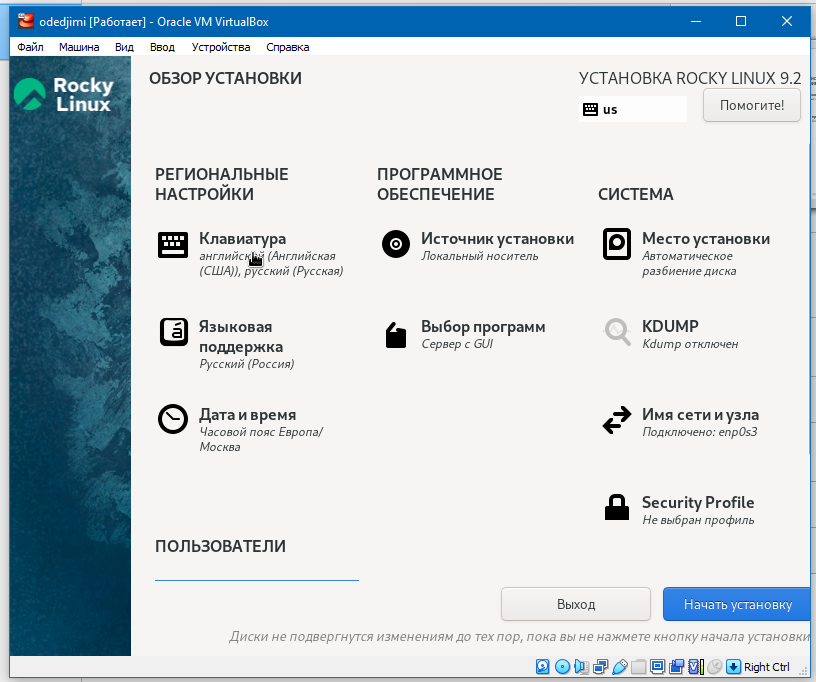 odedjimi [Работает] - Oracle VM VirtualBox
Файл Машина Вид Ввод Устройства Справка
Rocky
Linux
ОБЗОР УСТАНОВКИ
УСТАНОВКА ROCKY LINUX 9.2
us
Помогите!
РЕГИОНАЛЬНЫЕ
НАСТРОЙКИ
Клавиатура
английский (Английская
(США)), русский (Русская)
Языковая
поддержка
Русский (Россия)
Дата и время
Часовой пояс Европа/
Москва
ПРОГРАММНОЕ
ОБЕСПЕЧЕНИЕ
Источник установки
Локальный носитель
Выбор программ
Сервер с GUI
СИСТЕМА
Место установки
Автоматическое
разбиение диска
KDUMP
Kdump отключен
Имя сети и узла
Подключено: enp0s3
Security Profile
Не выбран профиль
ПОЛЬЗОВАТЕЛИ
Выход
Начать установку
Диски не подвергнутся изменениям до тех пор, пока вы не нажмете кнопку начала установки
Right Ctrl